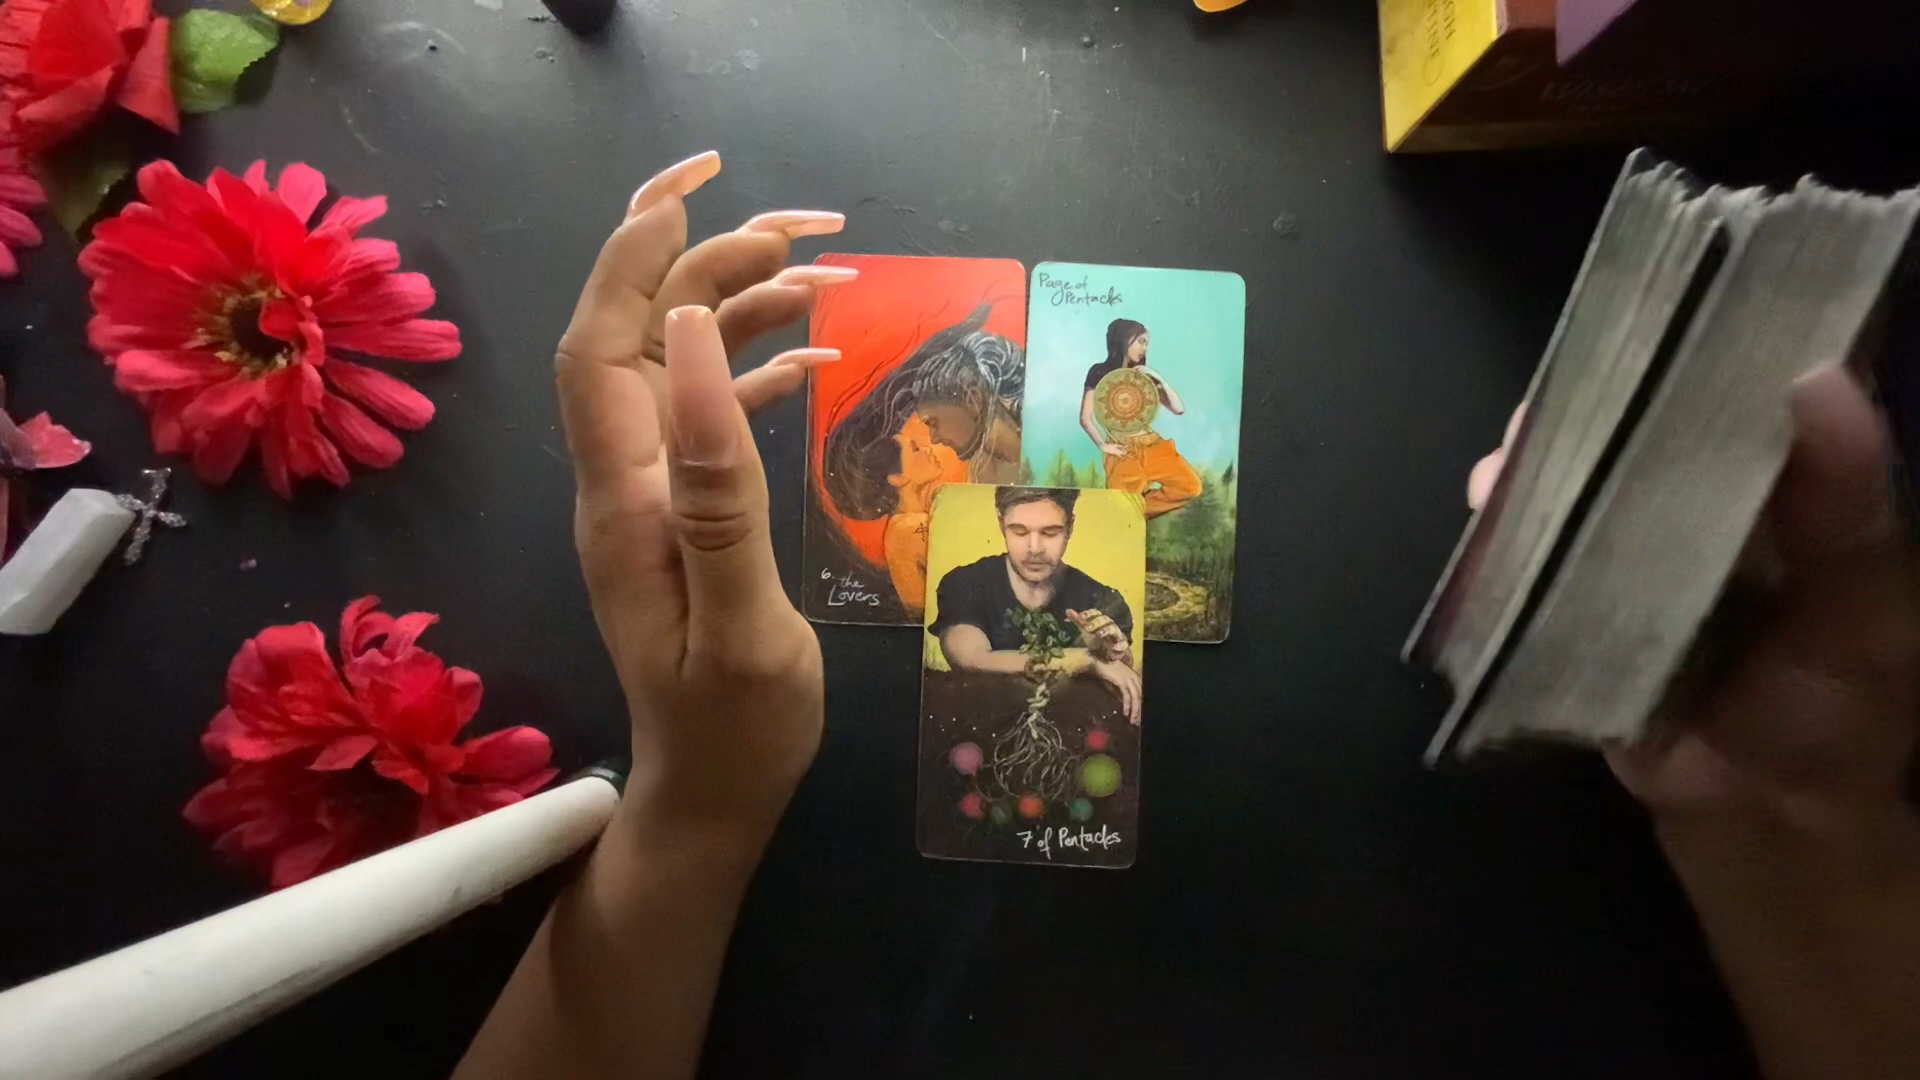 Page of
Pentacles
6. the
Lovers
7 of Pentacles